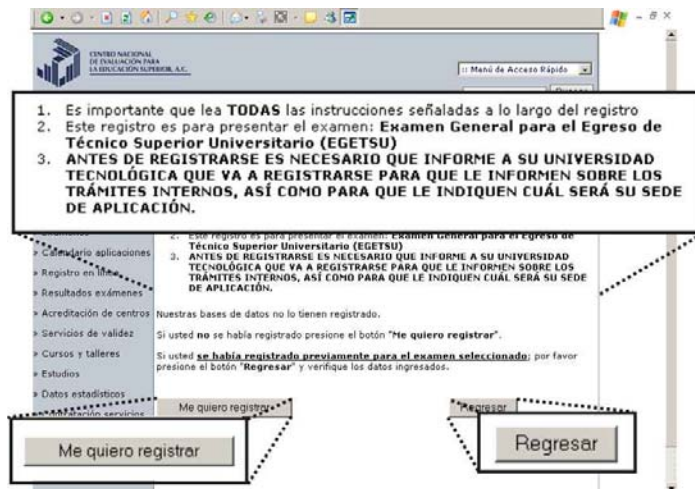 CENTRO NACIONAL
DE EVALUACIÓN PARA
LA EDUCACIÓN SUPERIOR, A.C.
:: Menú de Acceso Rápido
1. Es importante que lea TODAS las instrucciones señaladas a lo largo del registro
2. Este registro es para presentar el examen: Examen General para el Egreso de
Técnico Superior Universitario (EGETSU)
3. ANTES DE REGISTRARSE ES NECESARIO QUE INFORME A SU UNIVERSIDAD
TECNOLÓGICA QUE VA A REGISTRARSE PARA QUE LE INFORMEN SOBRE LOS
TRÁMITES INTERNOS, ASÍ COMO PARA QUE LE INDIQUEN CUÁL SERÁ SU SEDE
DE APLICACIÓN.
2. Este registro es para presentar el examen: Examen General para el Egreso de
Técnico Superior Universitario (EGETSU)
3. ANTES DE REGISTRARSE ES NECESARIO QUE INFORME A SU UNIVERSIDAD
TECNOLÓGICA QUE VA A REGISTRARSE PARA QUE LE INFORMEN SOBRE LOS
TRÁMITES INTERNOS, ASÍ COMO PARA QUE LE INDIQUEN CUÁL SERÁ SU SEDE
DE APLICACIÓN.
» Calendario aplicaciones
» Registro en línea
» Resultados exámenes
» Acreditación de centros
» Servicios de validez
» Cursos y talleres
» Estudios
» Datos estadísticos
Nuestras bases de datos no lo tienen registrado.
Si usted no se había registrado presione el botón "Me quiero registrar".
Si usted se había registrado previamente para el examen seleccionado; por favor
presione el botón "Regresar" y verifique los datos ingresados.
Me quiero registrar
Regresar
Me quiero registrar
Regresar